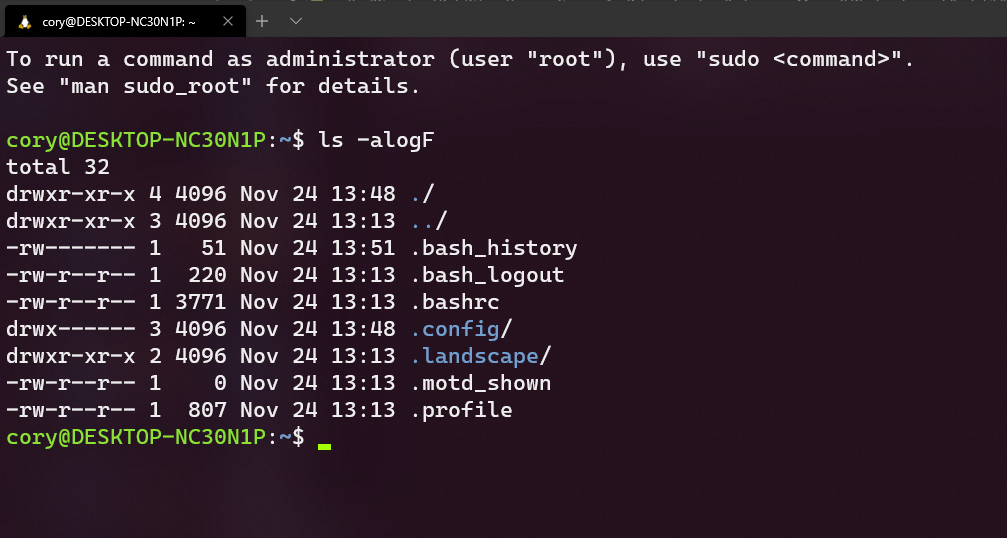 cory@DESKTOP-NC30N1P: ~
To run a command as administrator (user "root"), use "sudo <command>".
See "man sudo_root" for details.
cory@DESKTOP-NC30N1P:~$ ls -alogF
total 32
drwxr-xr-x 4 4096 Nov 24 13:48 ./
drwxr-xr-x 3 4096 Nov 24 13:13 ../
-rw------- 1   51 Nov 24 13:51 .bash_history
-rw-r--r-- 1  220 Nov 24 13:13 .bash_logout
-rw-r--r-- 1 3771 Nov 24 13:13 .bashrc
drwx------ 3 4096 Nov 24 13:48 .config/
drwxr-xr-x 2 4096 Nov 24 13:13 .landscape/
-rw-r--r-- 1    0 Nov 24 13:13 .motd_shown
-rw-r--r-- 1  807 Nov 24 13:13 .profile
cory@DESKTOP-NC30N1P:~$